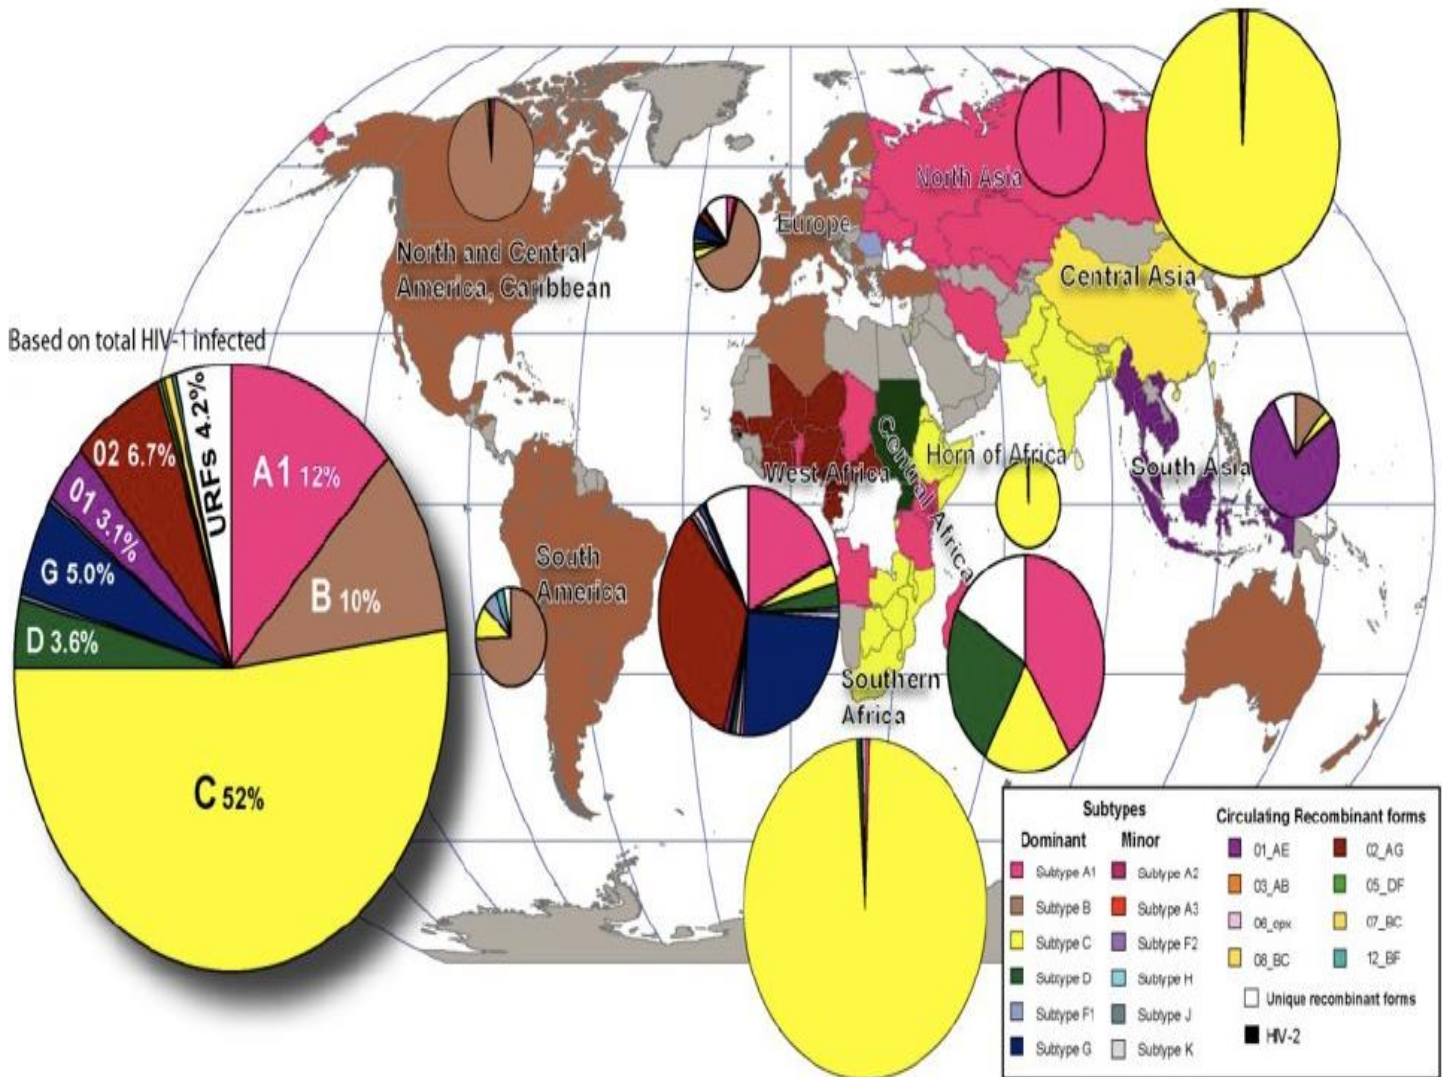 North and Central
America, Caribbean
Europe
North Asia
Central Asia
Based on total HIV-1 infected
URFs 4.2%
02 6.7%
A1 12%
01 3.1%
G 5.0%
B 10%
D 3.6%
C 52%
West Africa
Central Africa
Horn of Africa
South Asia
South
America
Southern
Africa
Subtypes
Dominant
Minor
Subtype A1
Subtype A2
Subtype B
Subtype A3
Subtype C
Subtype F2
Subtype D
Subtype H
Subtype F1
Subtype J
Subtype G
Subtype K
Circulating Recombinant forms
01_AE
02_AG
03_AB
05_DF
06_cpx
07_BC
08_BC
12_BF
Unique recombinant forms
HIV-2